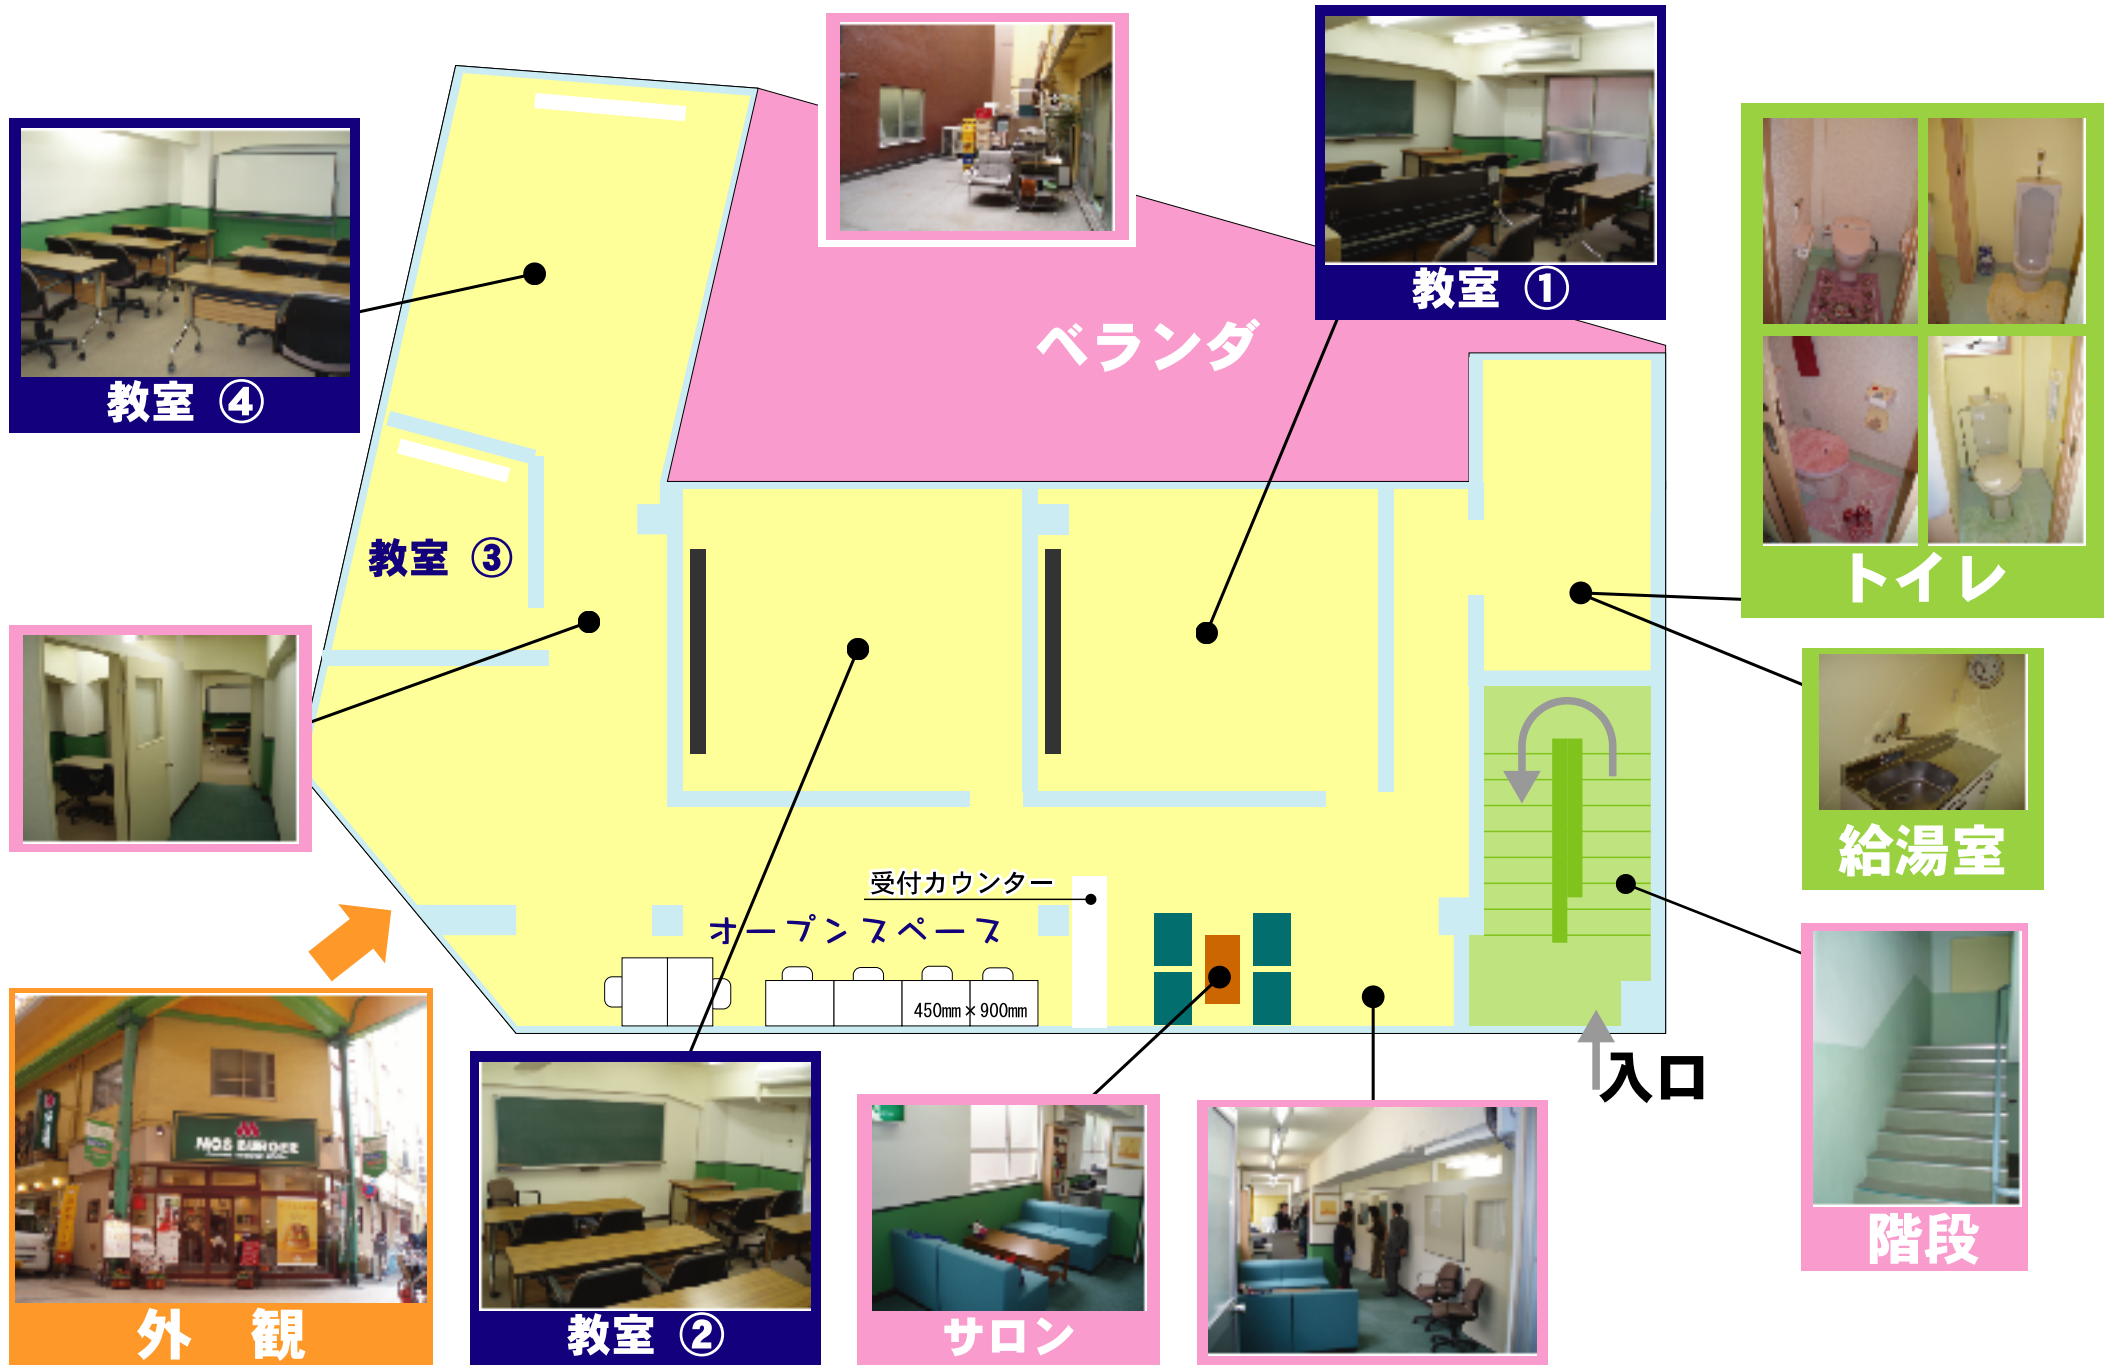 教室 ①
教室 ④
ベランダ
トイレ
教室 ③
給湯室
受付カウンター
オープンスペース
450mm×900mm
入口
MOS BURGER
階段
外 観
教室 ②
サロン